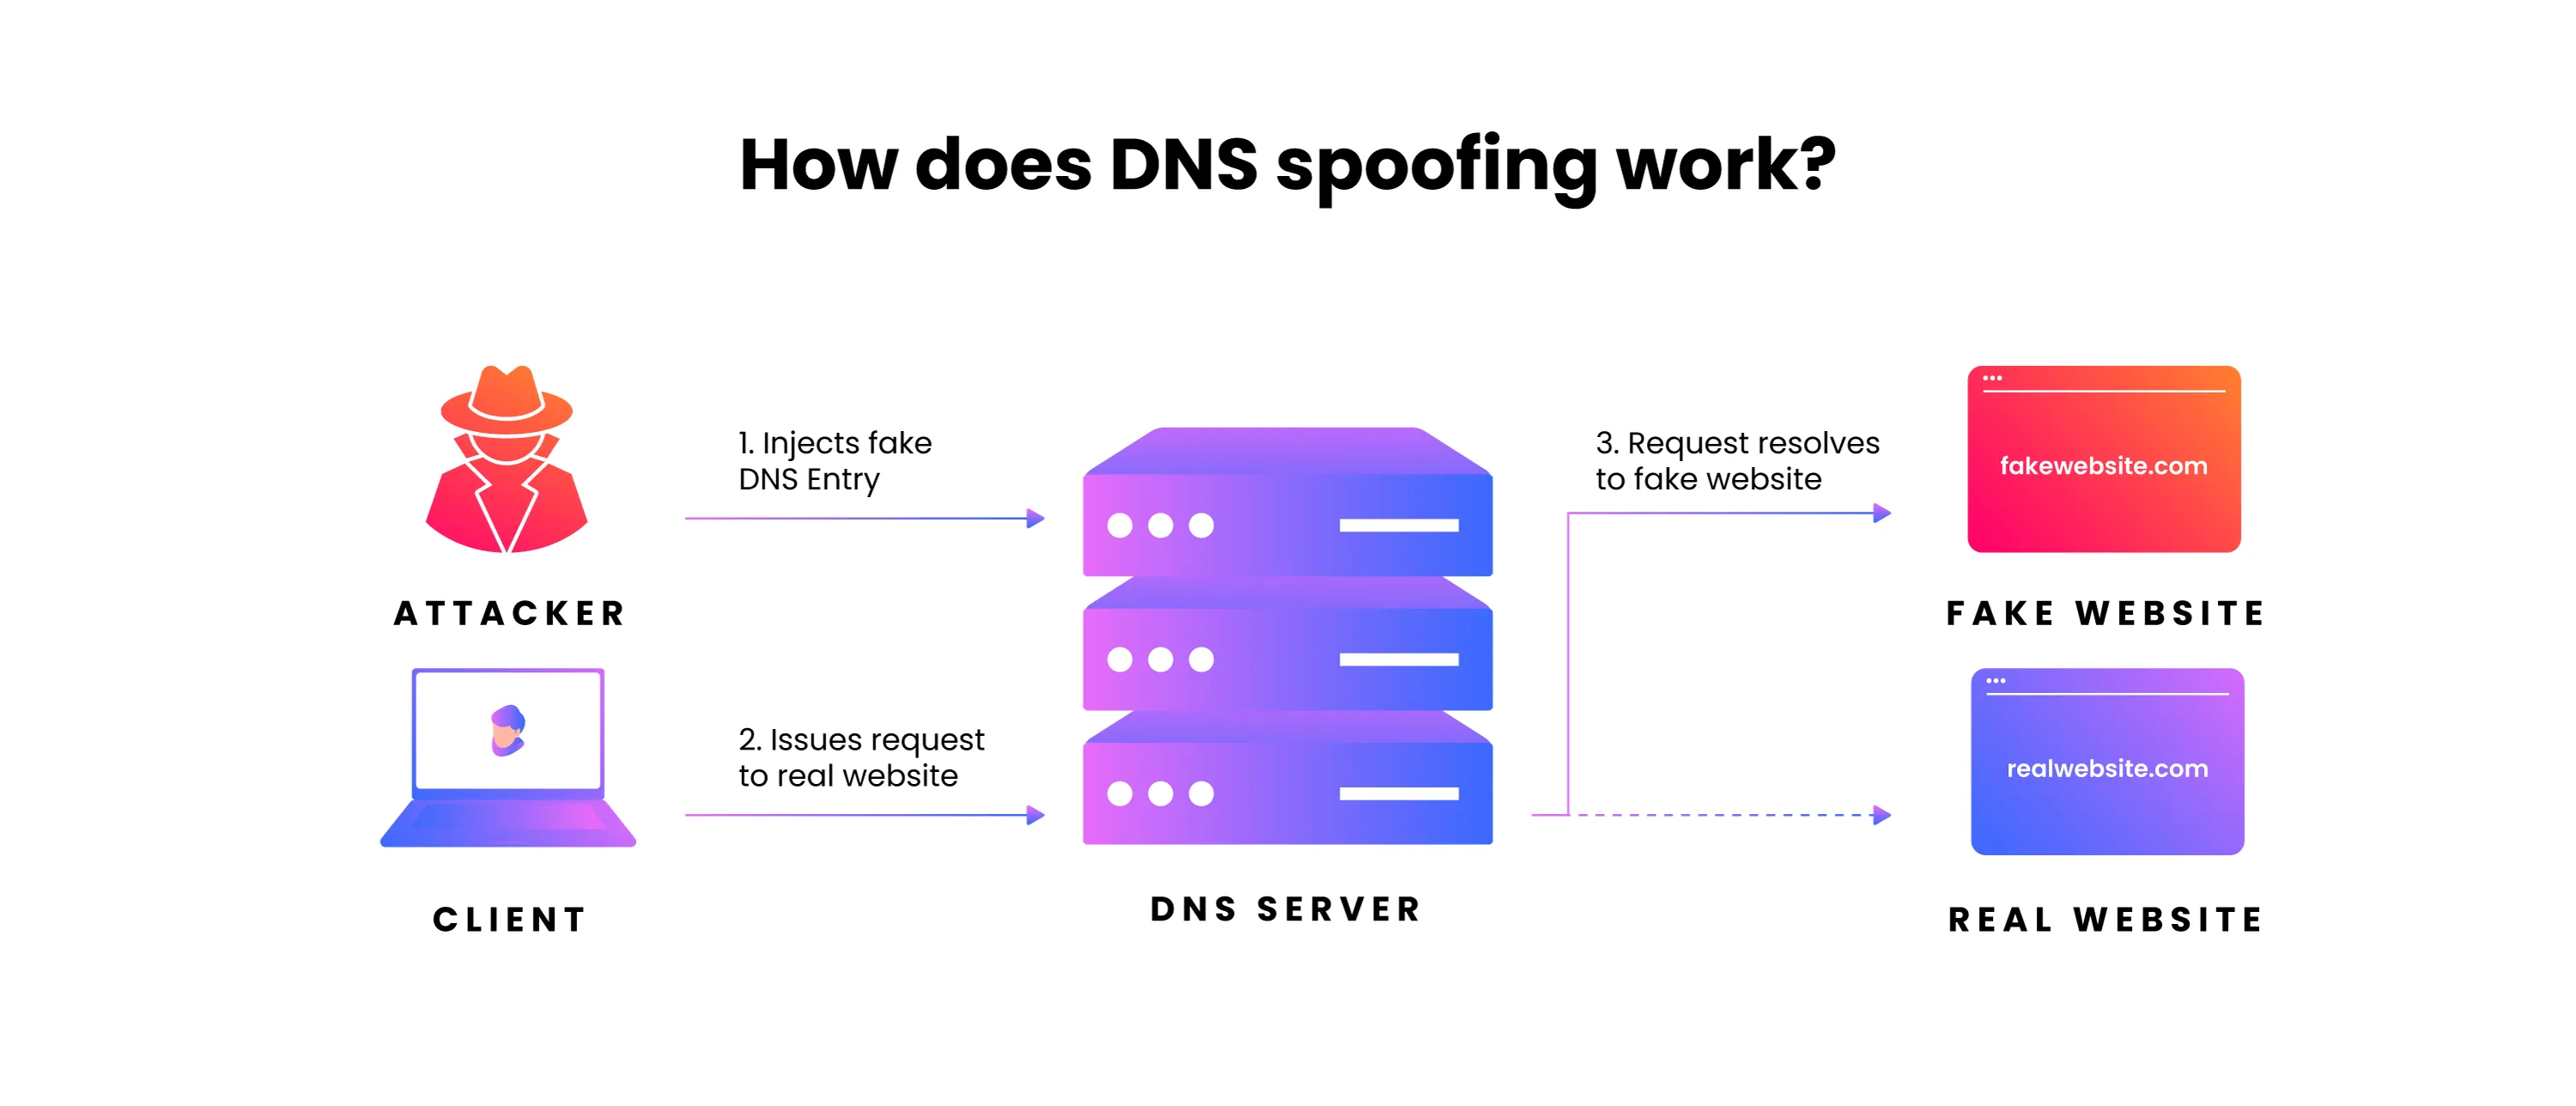 How does DNS spoofing work?
1. Injects fake
DNS Entry
3. Request resolves
to fake website
fakewebsite.com
ATTACKER
FAKE WEBSITE
2. Issues request
to real website
realwebsite.com
CLIENT
DNS SERVER
REAL WEBSITE